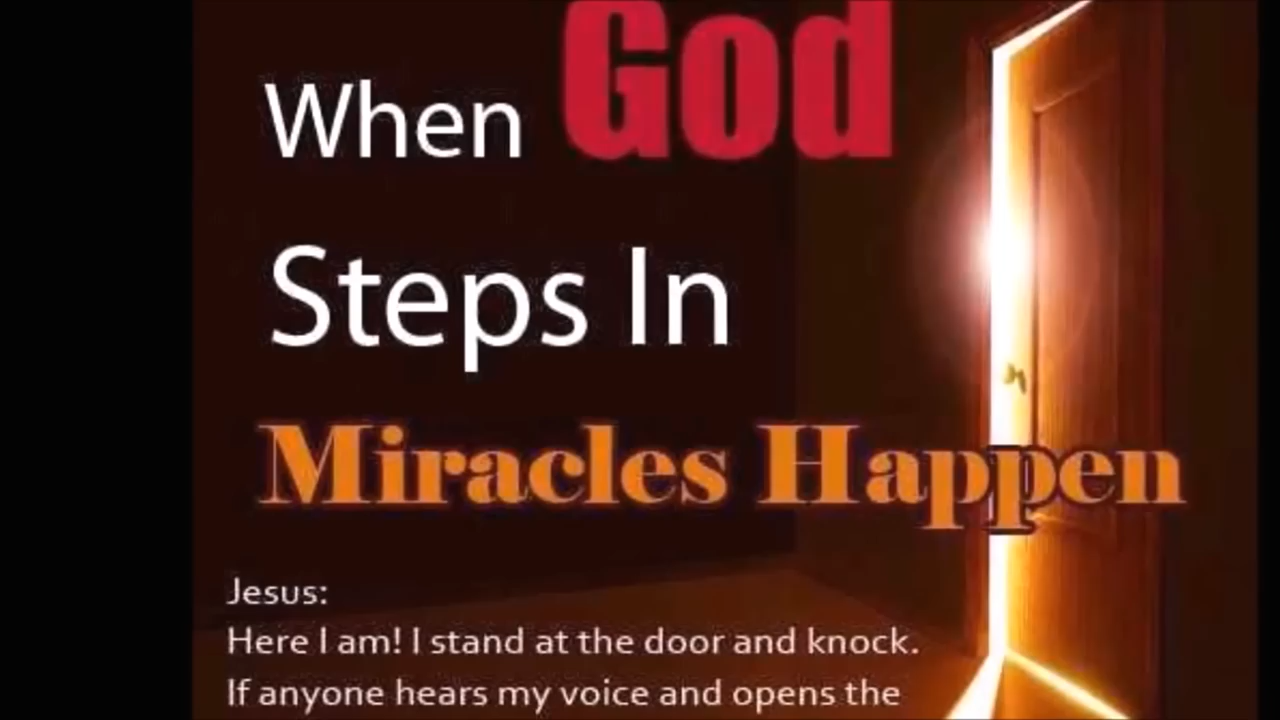 When God
Steps In
Miracles Happen
Jesus:
Here I am! I stand at the door and knock.
If anyone hears my voice and opens the